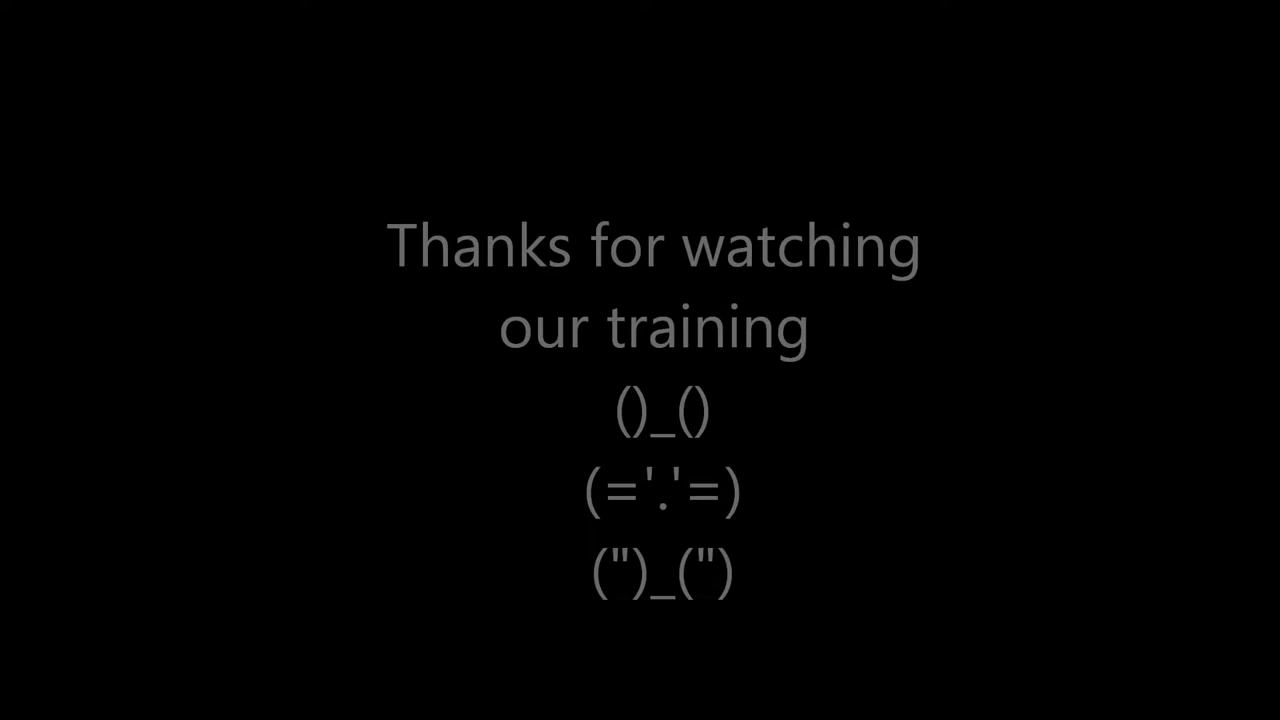 Thanks for watching
our training
()_()
(='.'=)
(")_(")